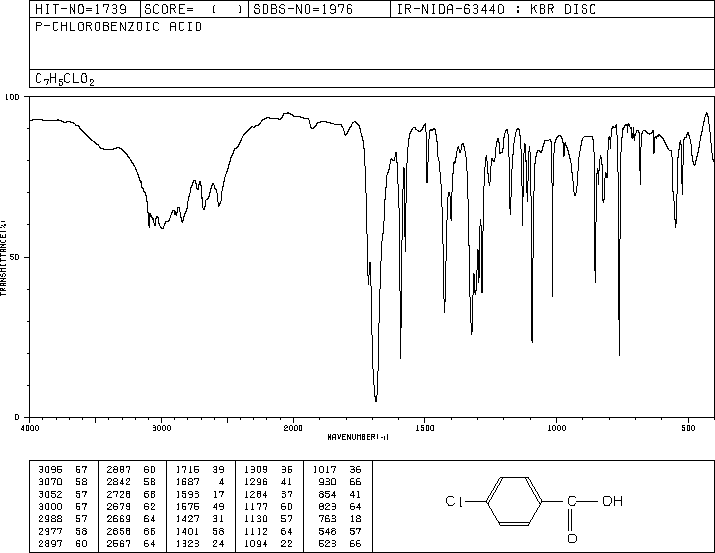 HIT-NO=1739 SCORE= ( ) SDBS-NO=1976 IR-NIDA-63440 : KBR DISC
P-CHLOROBENZOIC ACID
C7H5CLO2
100
50
0
TRANSMITTANCE(%)
4000 3000 2000 1500 1000 500
WAVENUMBER(-1)
3095 57 2887 60 1715 39 1309 36 1017 36
3070 58 2842 58 1687 4 1296 41 930 66
3052 57 2728 68 1593 17 1284 37 854 41
3000 57 2679 62 1576 49 1177 60 823 64
2988 57 2669 64 1427 31 1130 57 763 18
2977 58 2658 66 1401 58 1112 64 548 57
2897 60 2567 64 1323 24 1094 22 523 66
Cl C OH
O